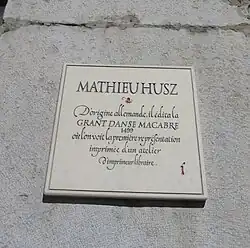 MATHIEU HUSZ
D'origine allemande, il édita la
GRANT DANSE MACABRE
1499
où l'on voit la première représentation
imprimée d'un atelier
d'imprimeur libraire.